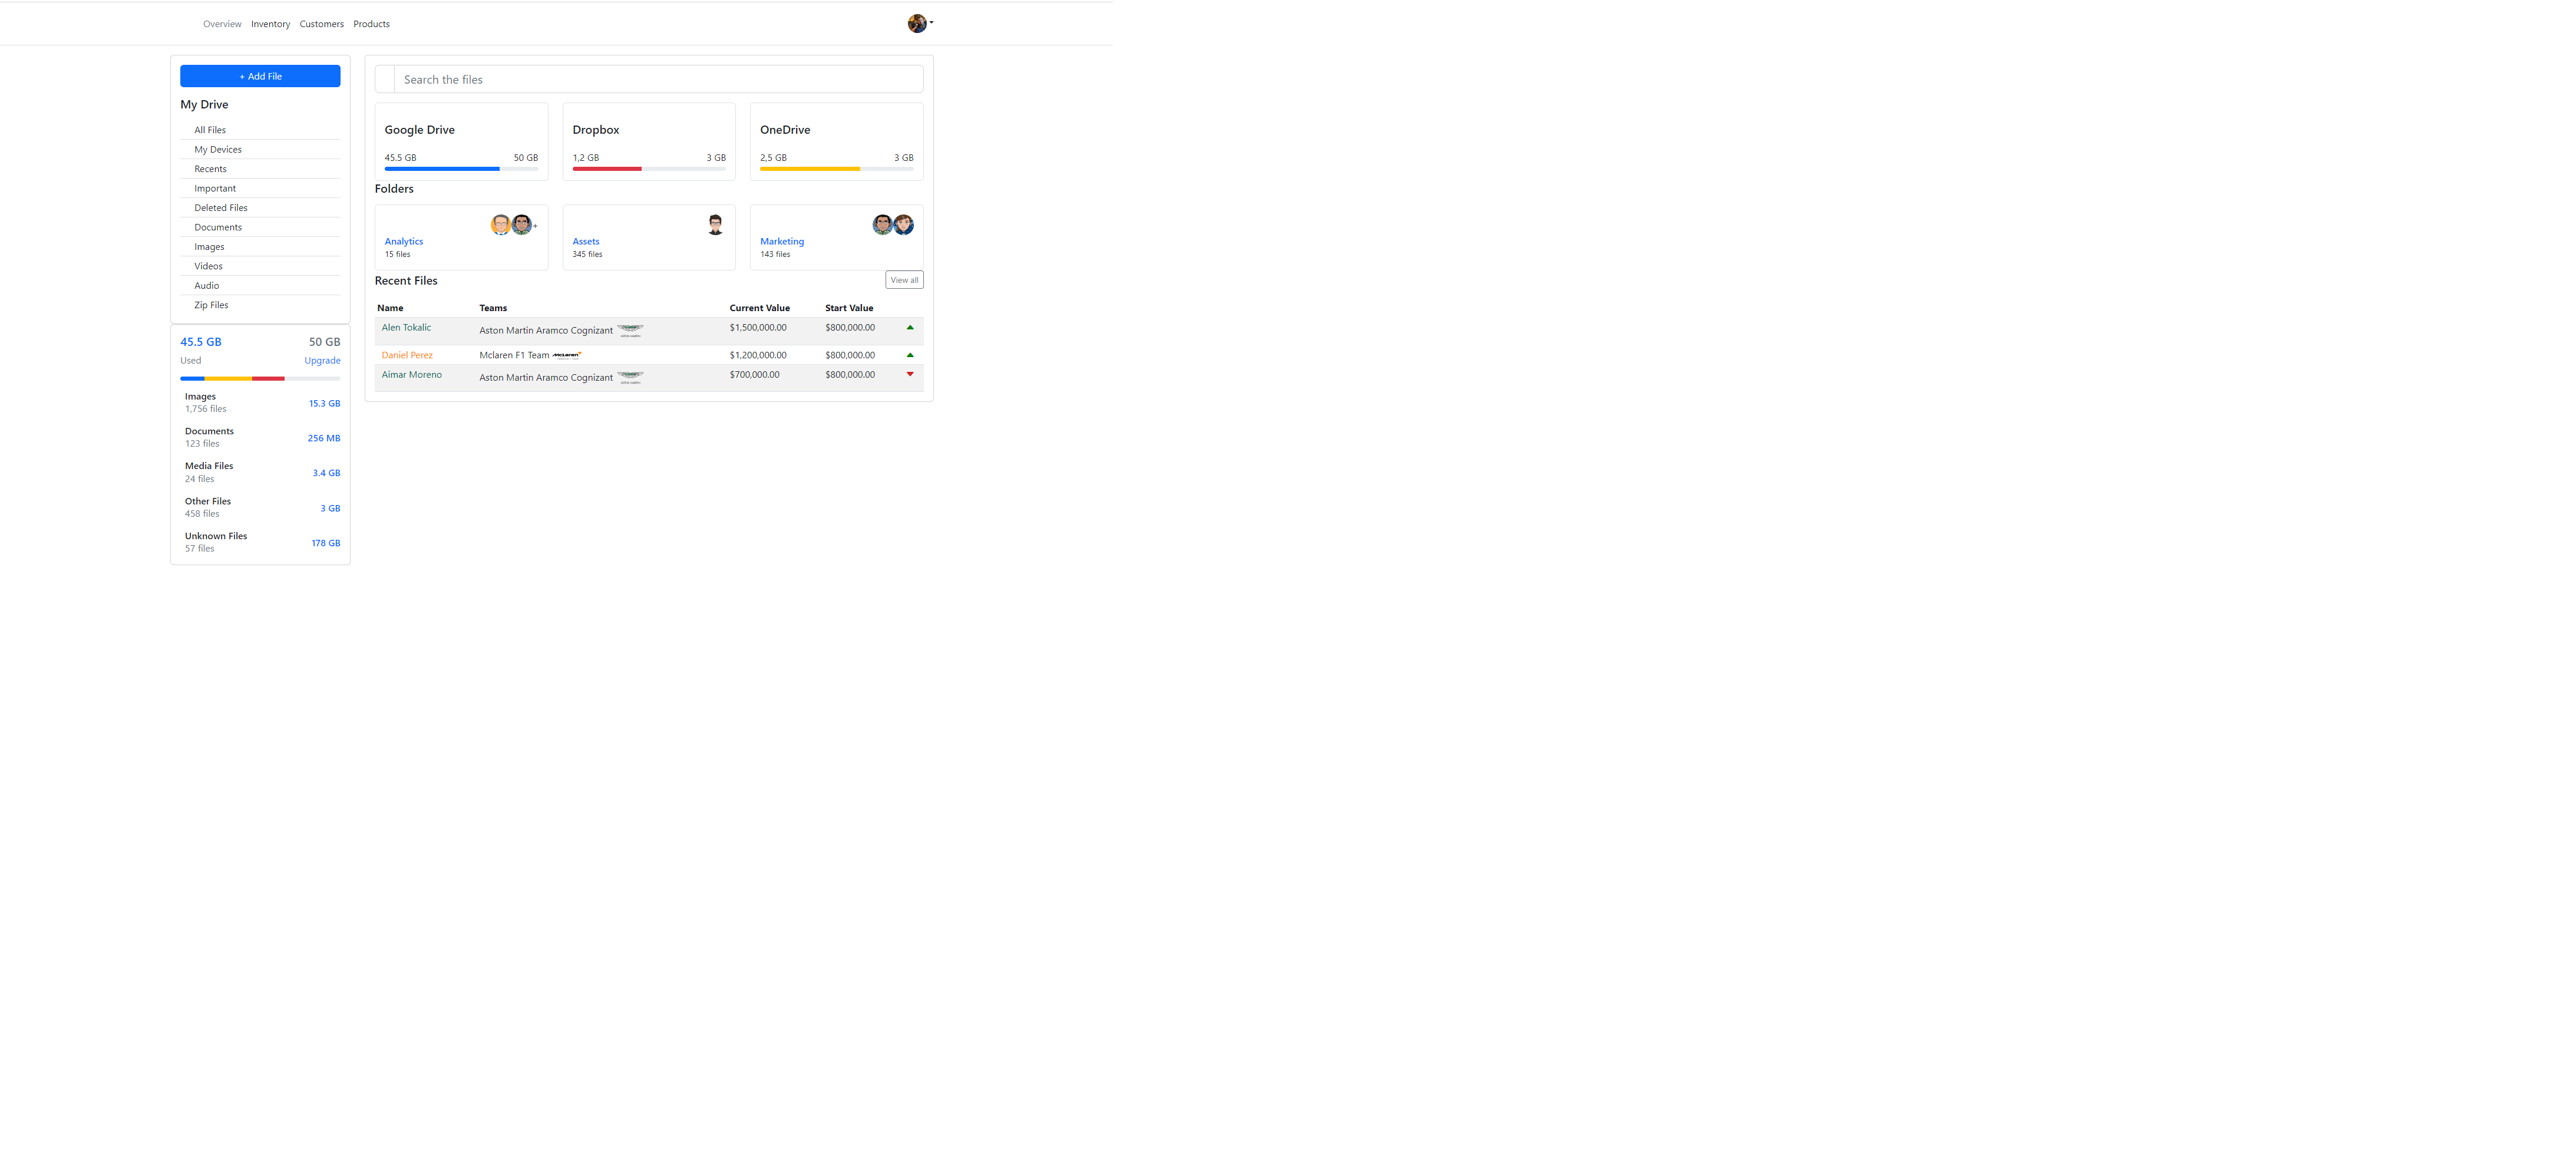 Overview Inventory Customers Products
+ Add File
My Drive
All Files
My Devices
Recents
Important
Deleted Files
Documents
Images
Videos
Audio
Zip Files
45.5 GB 50 GB
Used Upgrade
Images
1,756 files
15.3 GB
Documents
123 files
256 MB
Media Files
24 files
3.4 GB
Other Files
458 files
3 GB
Unknown Files
57 files
178 GB
Search the files
Google Drive
45.5 GB 50 GB
Dropbox
1,2 GB 3 GB
OneDrive
2,5 GB 3 GB
Folders
+
Analytics
15 files
Assets
345 files
Marketing
143 files
Recent Files View all
Name Teams Current Value Start Value
Alen Tokalic Aston Martin Aramco Cognizant $1,500,000.00 $800,000.00
ASTON MARTIN
Daniel Perez Mclaren F1 Team McLaren $1,200,000.00 $800,000.00
Aimar Moreno Aston Martin Aramco Cognizant $700,000.00 $800,000.00
ASTON MARTIN